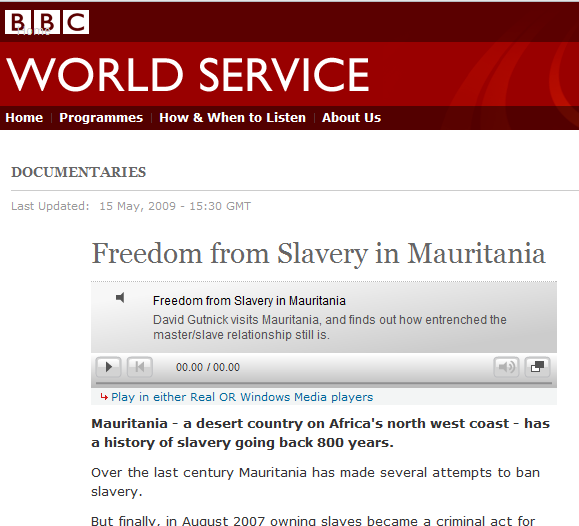 BBC
Home
WORLD SERVICE
Home | Programmes | How & When to Listen | About Us
DOCUMENTARIES
Last Updated: 15 May, 2009 - 15:30 GMT
Freedom from Slavery in Mauritania
Freedom from Slavery in Mauritania
David Gutnick visits Mauritania, and finds out how entrenched the
master/slave relationship still is.
00.00 / 00.00
Play in either Real OR Windows Media players
Mauritania - a desert country on Africa's north west coast - has
a history of slavery going back 800 years.
Over the last century Mauritania has made several attempts to ban
slavery.
But finally, in August 2007 owning slaves became a criminal act for